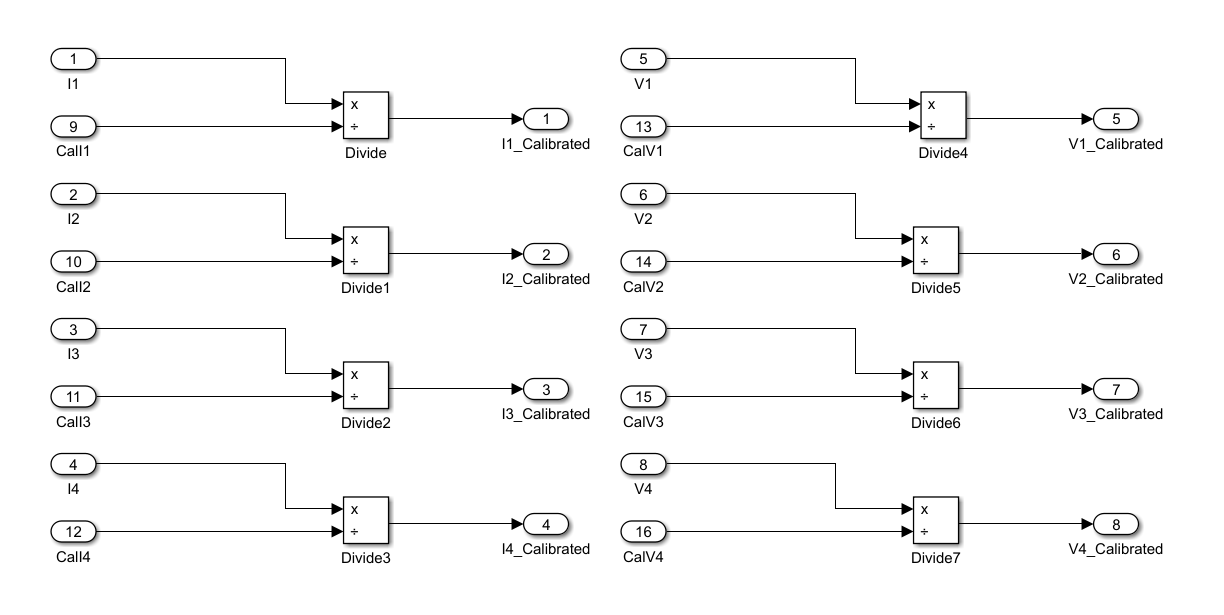 1
I1
9
CalI1
x
÷
Divide
1
I1_Calibrated
5
V1
13
CalV1
x
÷
Divide4
5
V1_Calibrated
2
I2
10
CalI2
x
÷
Divide1
2
I2_Calibrated
6
V2
14
CalV2
x
÷
Divide5
6
V2_Calibrated
3
I3
11
CalI3
x
÷
Divide2
3
I3_Calibrated
7
V3
15
CalV3
x
÷
Divide6
7
V3_Calibrated
4
I4
12
CalI4
x
÷
Divide3
4
I4_Calibrated
8
V4
16
CalV4
x
÷
Divide7
8
V4_Calibrated